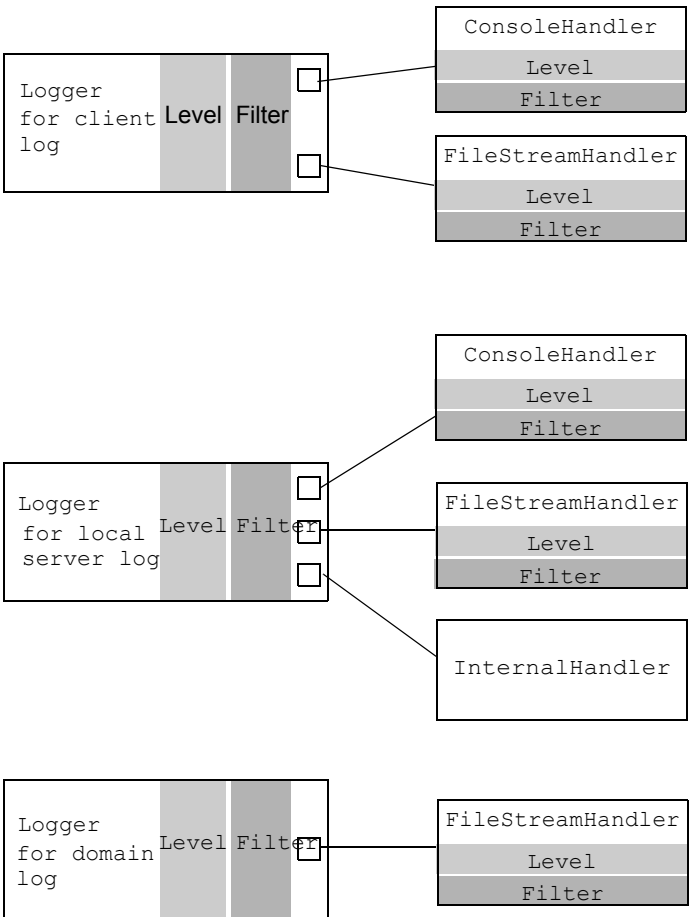 ConsoleHandler
Level
Filter
Logger
for client
log
Level
Filter
FileStreamHandler
Level
Filter
ConsoleHandler
Level
Filter
Logger
for local
server log
Level
Filter
FileStreamHandler
Level
Filter
InternalHandler
Logger
for domain
log
Level
Filter
FileStreamHandler
Level
Filter